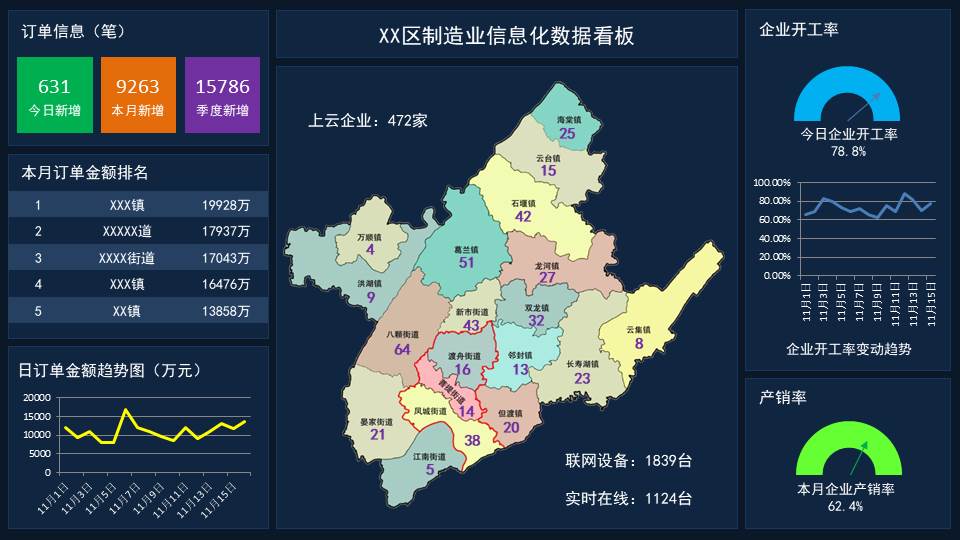 订单信息（笔）
631
今日新增
9263
本月新增
15786
季度新增
本月订单金额排名
1 XXX镇 19928万
2 XXXXX道 17937万
3 XXXX街道 17043万
4 XXX镇 16476万
5 XX镇 13858万
日订单金额趋势图（万元）
20000
15000
10000
5000
0
11月1日
11月3日
11月5日
11月7日
11月9日
11月11日
11月13日
11月15日
XX区制造业信息化数据看板
上云企业：472家
海棠镇
25
云台镇
15
石堰镇
42
万顺镇
4
葛兰镇
51
龙河镇
27
洪湖镇
9
新市街道
43
双龙镇
32
云集镇
8
八颗街道
64
渡舟街道
16
邻封镇
13
长寿湖镇
23
菩提街道
14
晏家街道
21
凤城街道
38
但渡镇
20
江南街道
5
联网设备：1839台
实时在线：1124台
企业开工率
今日企业开工率
78.8%
100.00%
80.00%
60.00%
40.00%
20.00%
0.00%
11月1日
11月3日
11月5日
11月7日
11月9日
11月11日
11月13日
11月15日
企业开工率变动趋势
产销率
本月企业产销率
62.4%